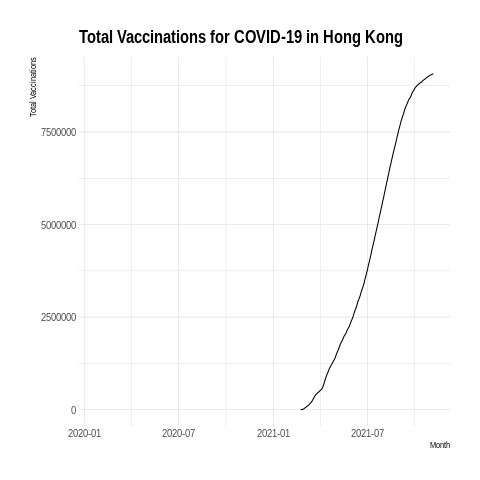 Total Vaccinations for COVID-19 in Hong Kong
Total Vaccinations
7500000
5000000
2500000
0
2020-01 2020-07 2021-01 2021-07
Month